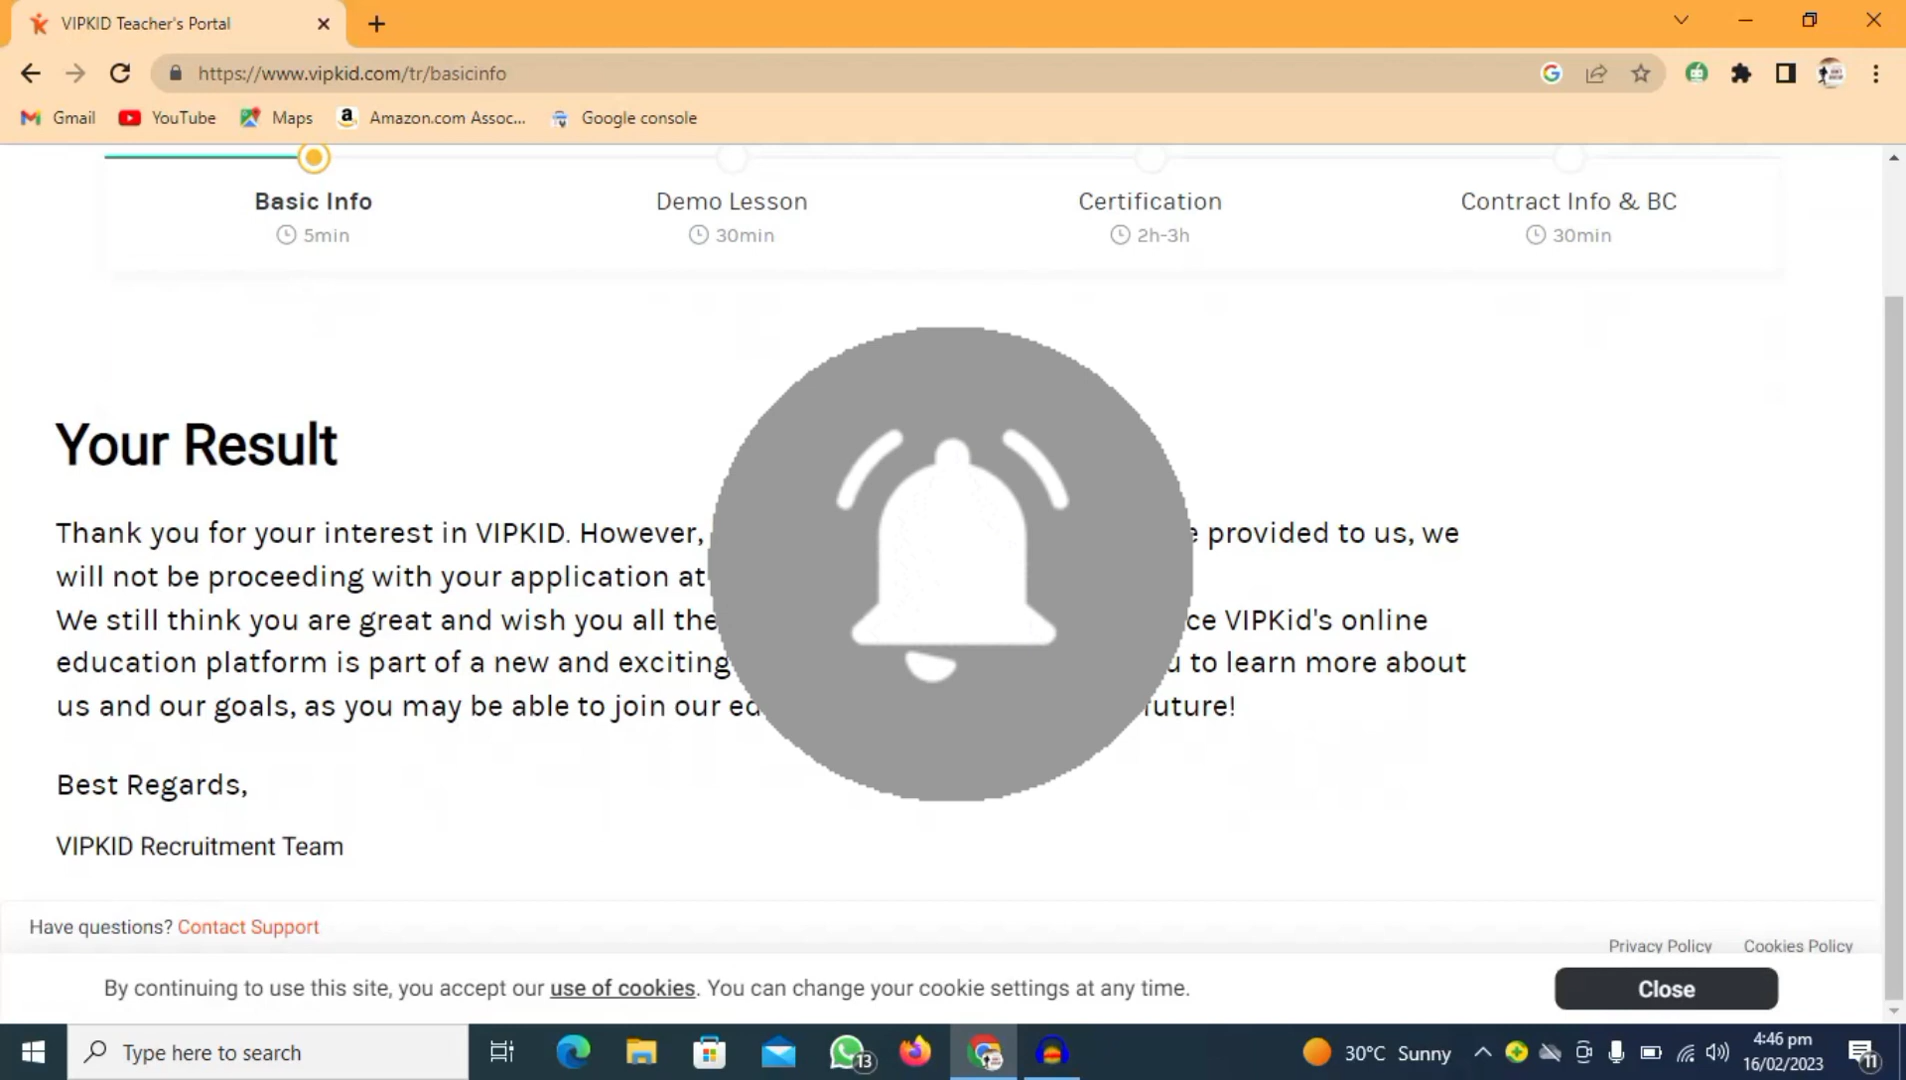 VIPKID Teacher's Portal
https://www.vipkid.com/tr/basicinfo
Gmail YouTube Maps Amazon.com Assoc... Google console
Basic Info Demo Lesson Certification Contract Info & BC
5min 30min 2h-3h 30min
Your Result
Thank you for your interest in VIPKID. However, provided to us, we
will not be proceeding with your application at
We still think you are great and wish you all the VIPKid's online
education platform is part of a new and exciting to learn more about
us and our goals, as you may be able to join our future!
Best Regards,
VIPKID Recruitment Team
Have questions? Contact Support
Privacy Policy Cookies Policy
By continuing to use this site, you accept our use of cookies. You can change your cookie settings at any time.
Close
Type here to search
13
30°C Sunny
4:46 pm
16/02/2023
11